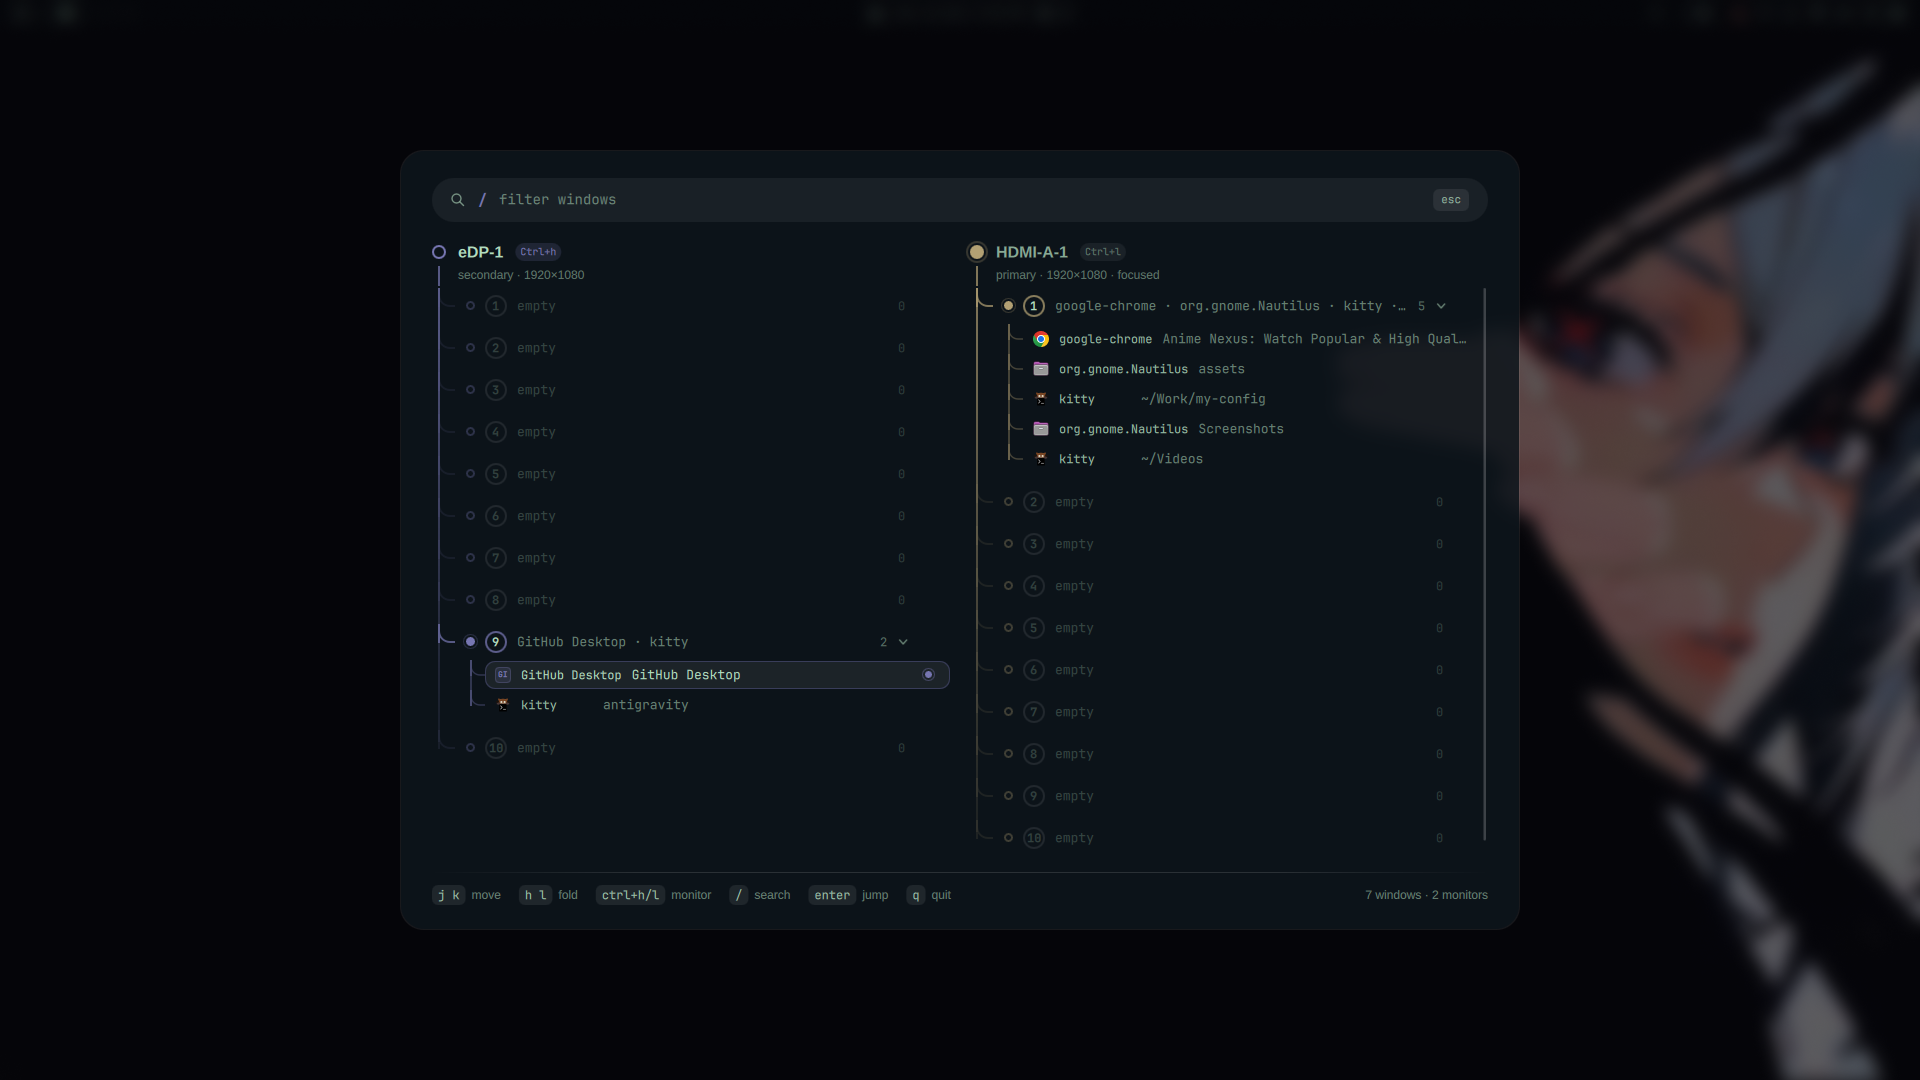 / filter windows esc
eDP-1 Ctrl+h
secondary · 1920×1080
1 empty 0
2 empty 0
3 empty 0
4 empty 0
5 empty 0
6 empty 0
7 empty 0
8 empty 0
9 GitHub Desktop · kitty 2
GI GitHub Desktop GitHub Desktop
kitty antigravity
10 empty 0
HDMI-A-1 Ctrl+l
primary · 1920×1080 · focused
1 google-chrome · org.gnome.Nautilus · kitty ·… 5
google-chrome Anime Nexus: Watch Popular & High Qual…
org.gnome.Nautilus assets
kitty ~/Work/my-config
org.gnome.Nautilus Screenshots
kitty ~/Videos
2 empty 0
3 empty 0
4 empty 0
5 empty 0
6 empty 0
7 empty 0
8 empty 0
9 empty 0
10 empty 0
j k move h l fold ctrl+h/l monitor / search enter jump q quit 7 windows · 2 monitors